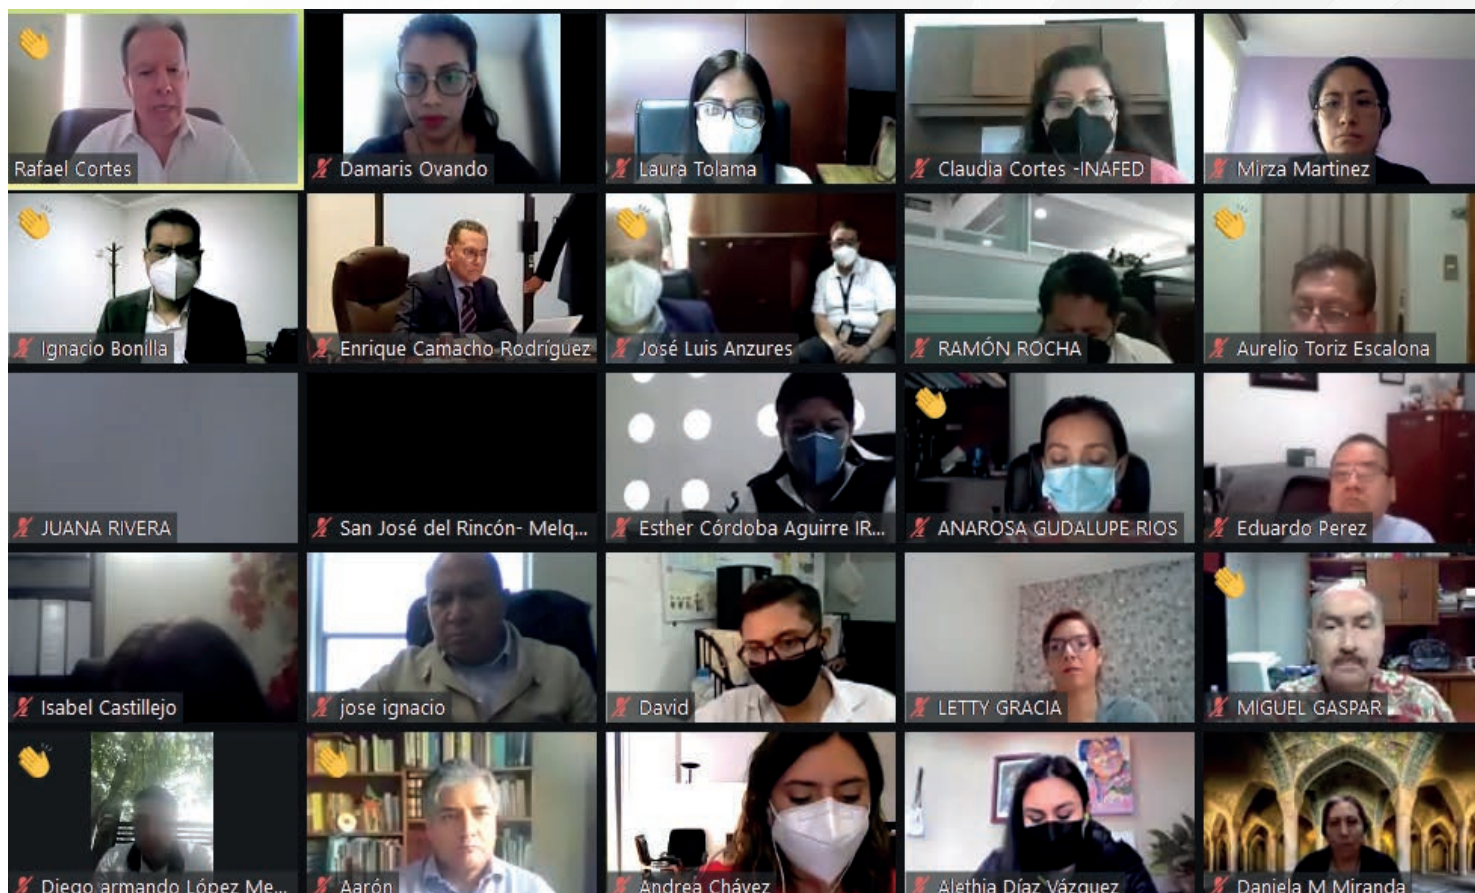 Rafael Cortes
Damaris Ovando
Laura Tolama
Claudia Cortes -INAFED
Mirza Martinez
Ignacio Bonilla
Enrique Camacho Rodríguez
José Luis Anzures
RAMÓN ROCHA
Aurelio Toriz Escalona
JUANA RIVERA
San José del Rincón- Melq...
Esther Córdoba Aguirre IR...
ANAROSA GUDALUPE RIOS
Eduardo Perez
Isabel Castillejo
jose ignacio
David
LETTY GRACIA
MIGUEL GASPAR
Diego armando López Me...
Aarón
Andrea Chávez
Alethia Díaz Vázquez
Daniela M Miranda